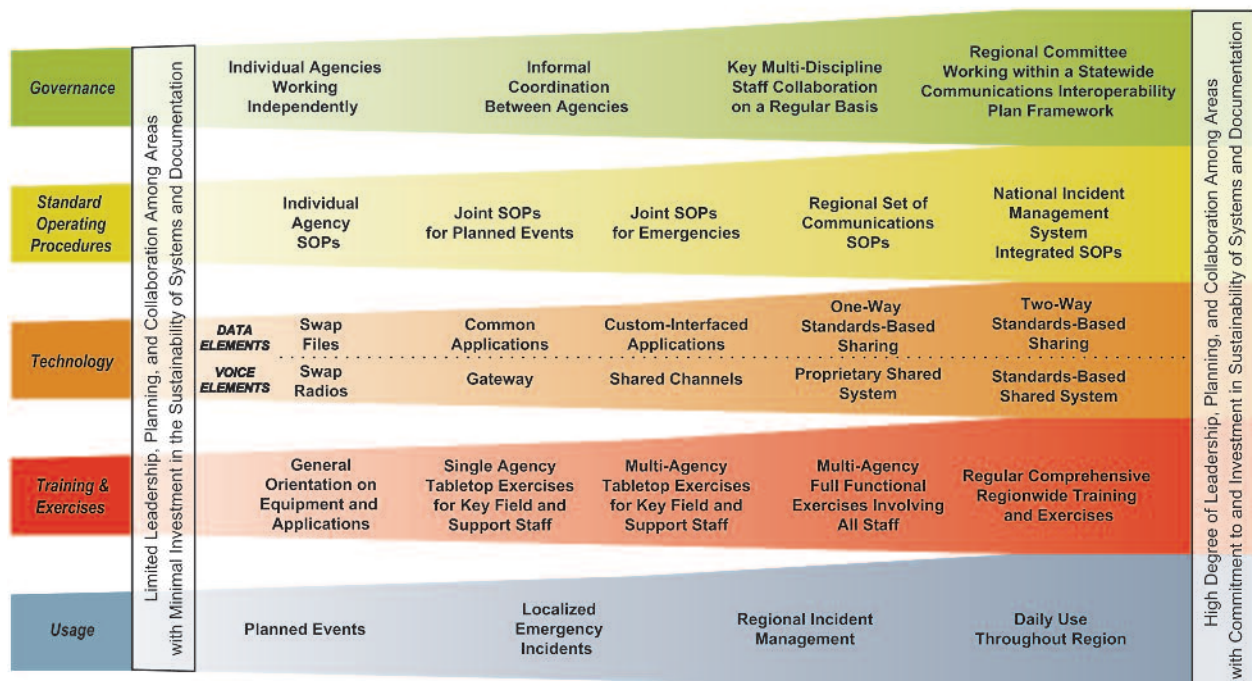 Governance
Individual Agencies
Working
Independently
Informal
Coordination
Between Agencies
Key Multi-Discipline
Staff Collaboration
on a Regular Basis
Regional Committee
Working within a Statewide
Communications Interoperability
Plan Framework
Limited Leadership, Planning, and Collaboration Among Areas
with Minimal Investment in the Sustainability of Systems and Documentation
High Degree of Leadership, Planning, and Collaboration Among Areas
with Commitment to and Investment in Sustainability of Systems and Documentation
Standard
Operating
Procedures
Individual
Agency
SOPs
Joint SOPs
for Planned Events
Joint SOPs
for Emergencies
Regional Set of
Communications
SOPs
National Incident
Management
System
Integrated SOPs
Technology
DATA
ELEMENTS
Swap
Files
Common
Applications
Custom-Interfaced
Applications
One-Way
Standards-Based
Sharing
Two-Way
Standards-Based
Sharing
VOICE
ELEMENTS
Swap
Radios
Gateway
Shared Channels
Proprietary Shared
System
Standards-Based
Shared System
Training &
Exercises
General
Orientation on
Equipment and
Applications
Single Agency
Tabletop Exercises
for Key Field and
Support Staff
Multi-Agency
Tabletop Exercises
for Key Field and
Support Staff
Multi-Agency
Full Functional
Exercises Involving
All Staff
Regular Comprehensive
Regionwide Training
and Exercises
Usage
Planned Events
Localized
Emergency
Incidents
Regional Incident
Management
Daily Use
Throughout Region